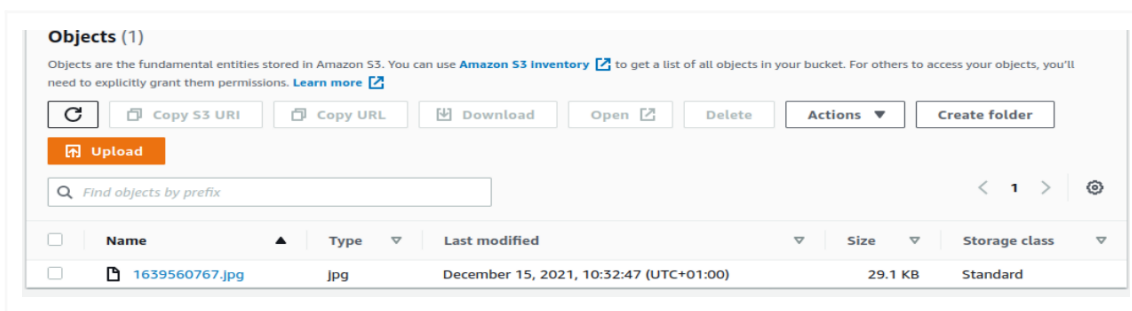 Objects (1)
Objects are the fundamental entities stored in Amazon S3. You can use Amazon S3 Inventory to get a list of all objects in your bucket. For others to access your objects, you'll
need to explicitly grant them permissions. Learn more
Copy S3 URI Copy URL Download Open Delete Actions Create folder
Upload
Find objects by prefix 1
Name Type Last modified Size Storage class
1639560767.jpg jpg December 15, 2021, 10:32:47 (UTC+01:00) 29.1 KB Standard